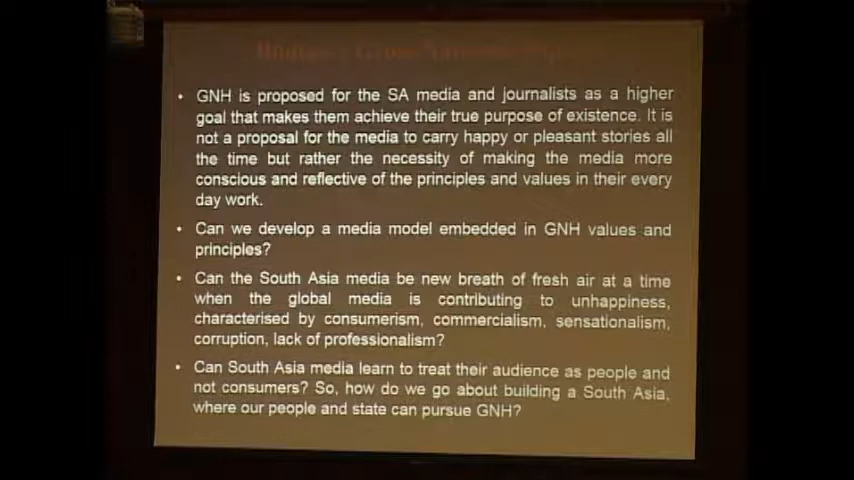 • GNH is proposed for the SA media and journalists as a higher
goal that makes them achieve their true purpose of existence. It is
not a proposal for the media to carry happy or pleasant stories all
the time but rather the necessity of making the media more
conscious and reflective of the principles and values in their every
day work.
• Can we develop a media model embedded in GNH values and
principles?
• Can the South Asia media be new breath of fresh air at a time
when the global media is contributing to unhappiness,
characterised by consumerism, commercialism, sensationalism,
corruption, lack of professionalism?
• Can South Asia media learn to treat their audience as people and
not consumers? So, how do we go about building a South Asia,
where our people and state can pursue GNH?